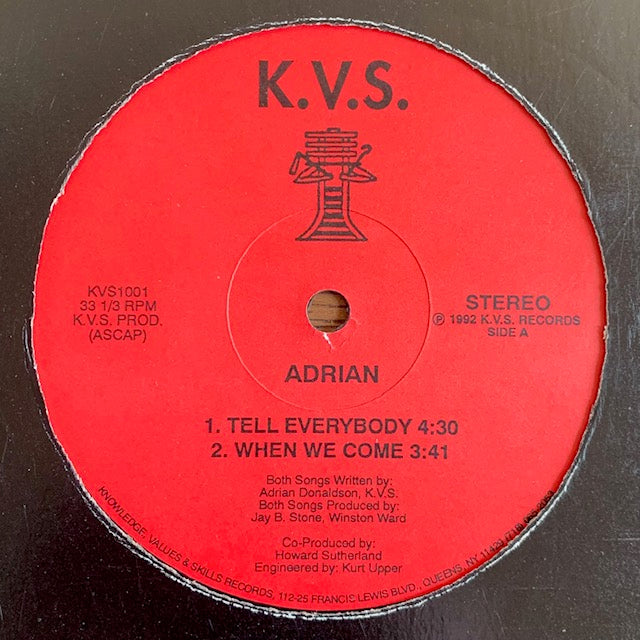 K.V.S.
KVS1001
33 1/3 RPM
K.V.S. PROD.
(ASCAP)
STEREO
Ⓟ 1992 K.V.S. RECORDS
SIDE A
ADRIAN
1. TELL EVERYBODY 4:30
2. WHEN WE COME 3:41
Both Songs Written by:
Adrian Donaldson, K.V.S.
Both Songs Produced by:
Jay B. Stone, Winston Ward
Co-Produced by:
Howard Sutherland
Engineered by: Kurt Upper
KNOWLEDGE, VALUES & SKILLS RECORDS, 112-25 FRANCIS LEWIS BLVD., QUEENS, NY 11429